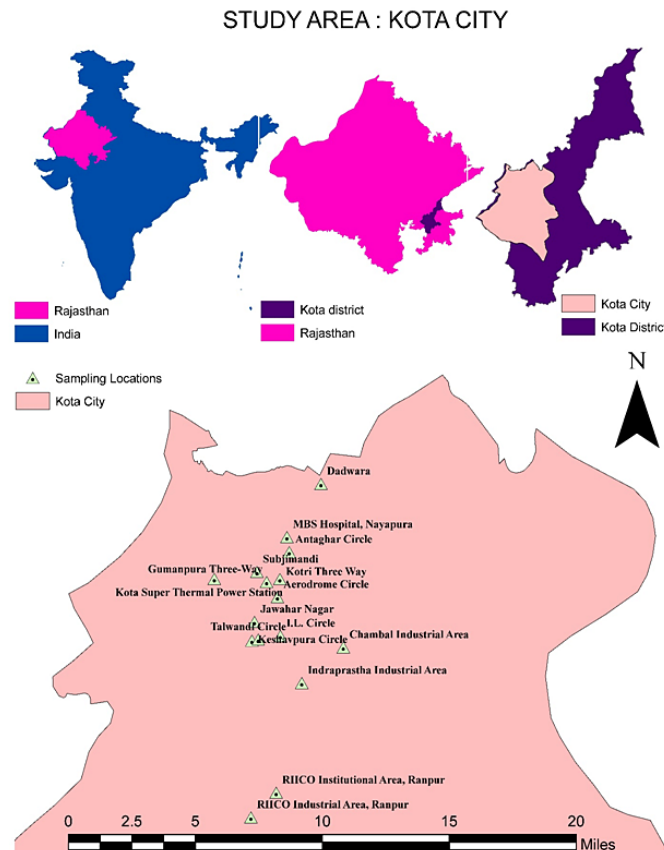 STUDY AREA : KOTA CITY
Rajasthan
India
Kota district
Rajasthan
Kota City
Kota District
N
Sampling Locations
Kota City
Dadwara
MBS Hospital, Nayapura
Antaghar Circle
Subjimandi
Gumanpura Three-Way
Kotri Three Way
Aerodrome Circle
Kota Super Thermal Power Station
Jawahar Nagar
I.L. Circle
Talwandi Circle
Chambal Industrial Area
Keshavpura Circle
Indraprastha Industrial Area
RIICO Institutional Area, Ranpur
RIICO Industrial Area, Ranpur
0 2.5 5 10 15 20
Miles